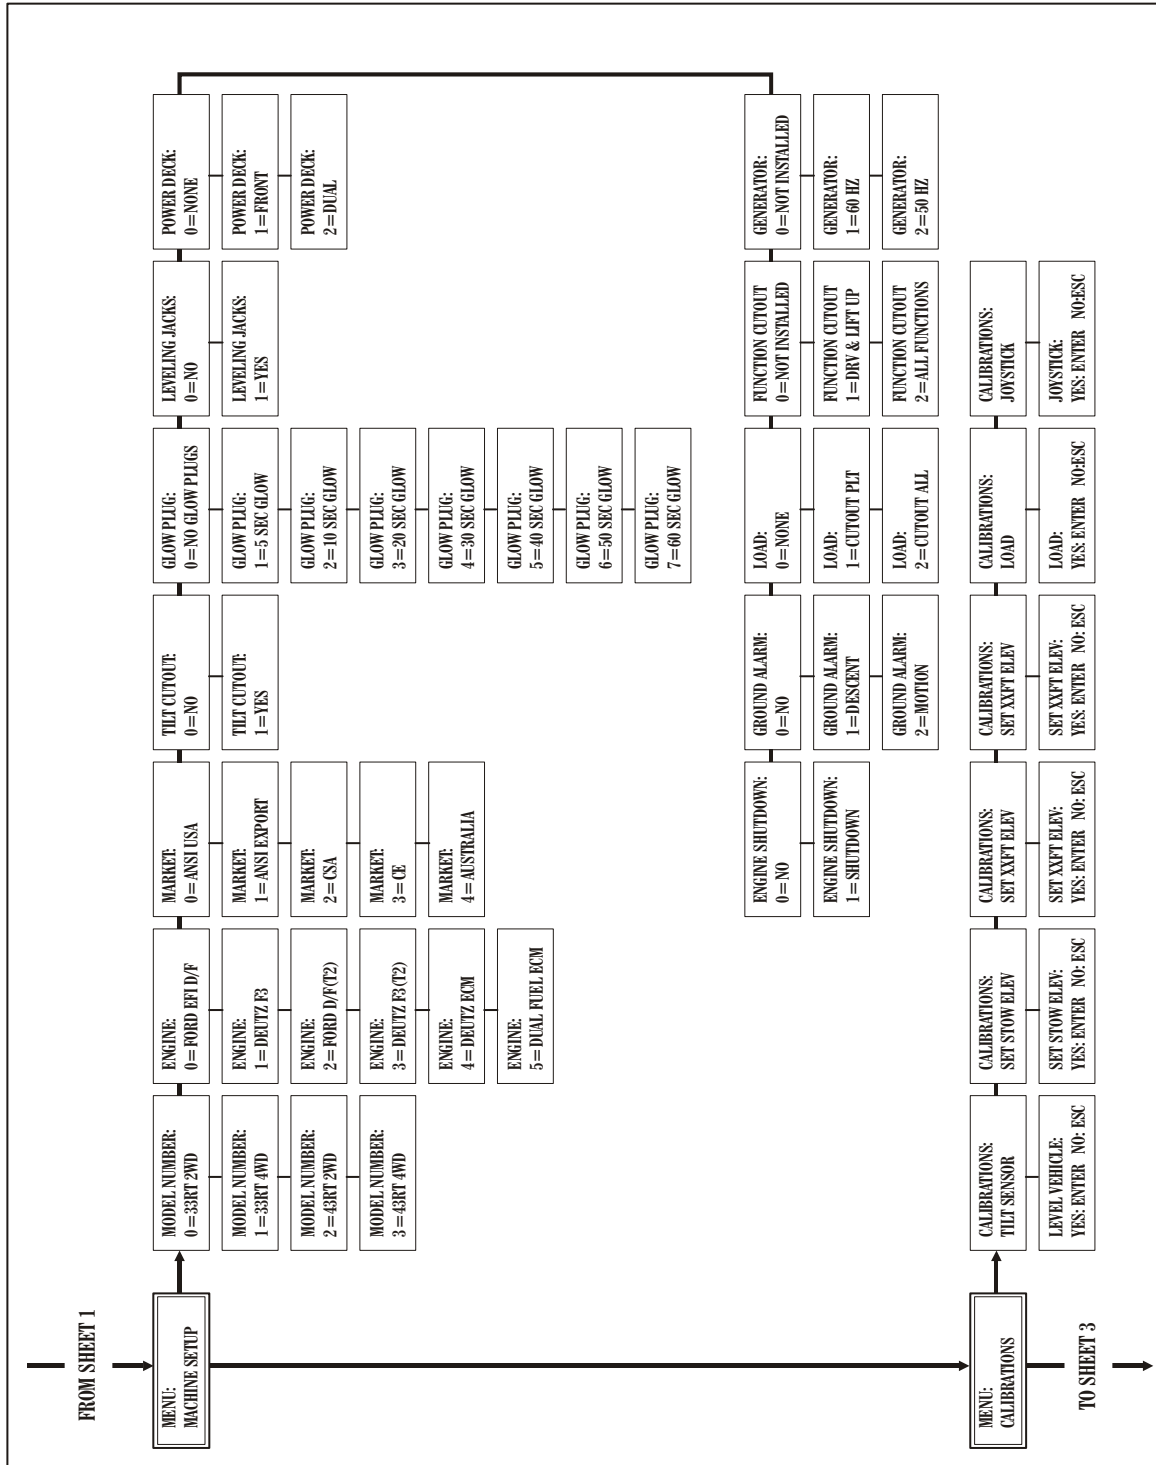 FROM SHEET 1
MENU:
MACHINE SETUP
MODEL NUMBER:
0=33RT 2WD
MODEL NUMBER:
1=33RT 4WD
MODEL NUMBER:
2=43RT 2WD
MODEL NUMBER:
3=43RT 4WD
ENGINE:
0=FORD EFI D/F
ENGINE:
1=DEUTZ F3
ENGINE:
2=FORD D/F(T2)
ENGINE:
3=DEUTZ F3(T2)
ENGINE:
4=DEUTZ ECM
ENGINE:
5=DUAL FUEL ECM
MARKET:
0=ANSI USA
MARKET:
1=ANSI EXPORT
MARKET:
2=CSA
MARKET:
3=CE
MARKET:
4=AUSTRALIA
TILT CUTOUT:
0=NO
TILT CUTOUT:
1=YES
GLOW PLUG:
0=NO GLOW PLUGS
GLOW PLUG:
1=5 SEC GLOW
GLOW PLUG:
2=10 SEC GLOW
GLOW PLUG:
3=20 SEC GLOW
GLOW PLUG:
4=30 SEC GLOW
GLOW PLUG:
5=40 SEC GLOW
GLOW PLUG:
6=50 SEC GLOW
GLOW PLUG:
7=60 SEC GLOW
LEVELING JACKS:
0=NO
LEVELING JACKS:
1=YES
POWER DECK:
0=NONE
POWER DECK:
1=FRONT
POWER DECK:
2=DUAL
ENGINE SHUTDOWN:
0=NO
ENGINE SHUTDOWN:
1=SHUTDOWN
GROUND ALARM:
0=NO
GROUND ALARM:
1=DESCENT
GROUND ALARM:
2=MOTION
LOAD:
0=NONE
LOAD:
1=CUTOUT PLT
LOAD:
2=CUTOUT ALL
FUNCTION CUTOUT
0=NOT INSTALLED
FUNCTION CUTOUT
1=DRV & LIFT UP
FUNCTION CUTOUT
2=ALL FUNCTIONS
GENERATOR:
0=NOT INSTALLED
GENERATOR:
1=60 HZ
GENERATOR:
2=50 HZ
MENU:
CALIBRATIONS
CALIBRATIONS:
TILT SENSOR
LEVEL VEHICLE:
YES: ENTER NO: ESC
CALIBRATIONS:
SET STOW ELEV
SET STOW ELEV:
YES: ENTER NO: ESC
CALIBRATIONS:
SET XXFT ELEV
SET XXFT ELEV:
YES: ENTER NO: ESC
CALIBRATIONS:
SET XXFT ELEV
SET XXFT ELEV:
YES: ENTER NO: ESC
CALIBRATIONS:
LOAD
LOAD:
YES: ENTER NO:ESC
CALIBRATIONS:
JOYSTICK
JOYSTICK:
YES: ENTER NO:ESC
TO SHEET 3